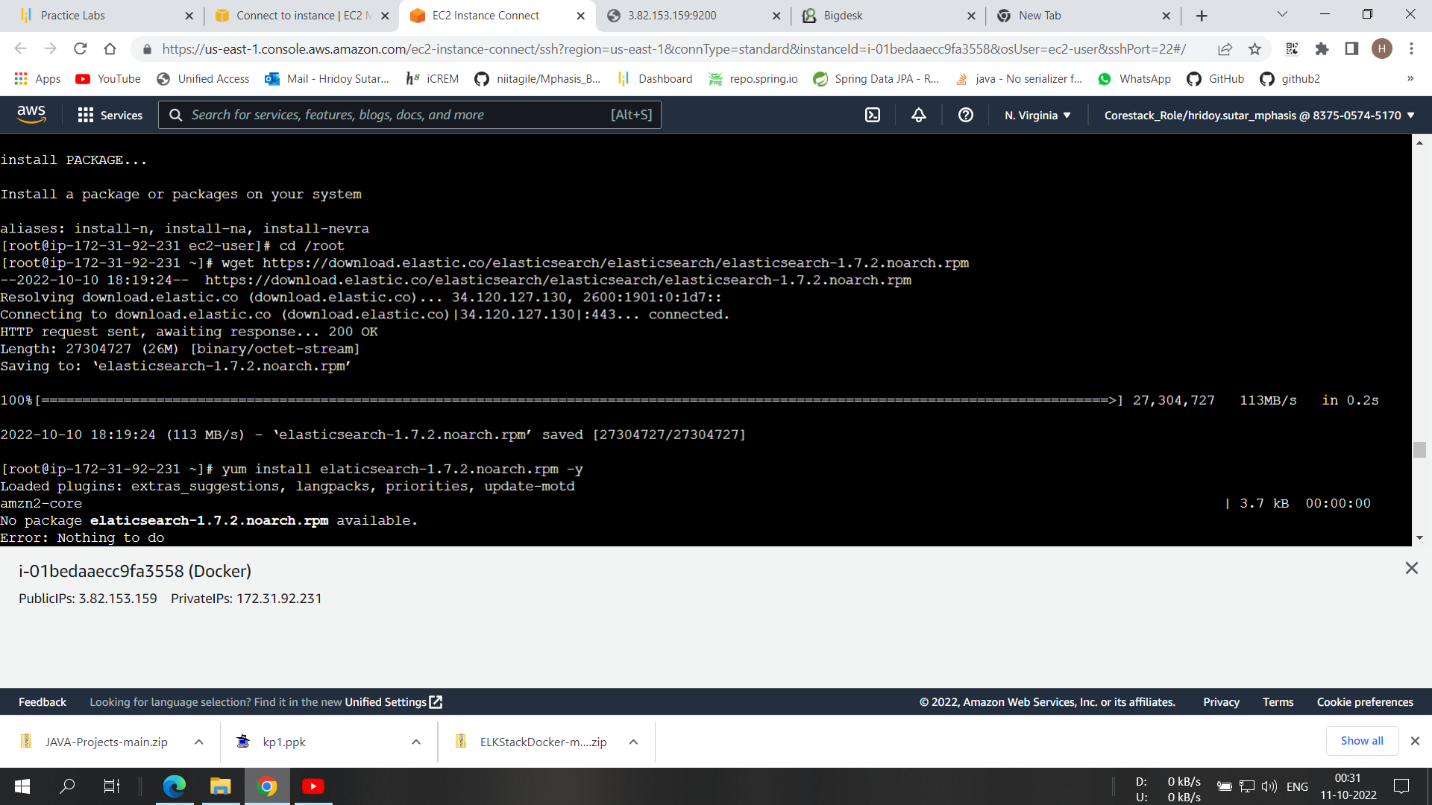 Practice Labs
Connect to instance | EC2 M
EC2 Instance Connect
3.82.153.159:9200
Bigdesk
New Tab
https://us-east-1.console.aws.amazon.com/ec2-instance-connect/ssh?region=us-east-1&connType=standard&instanceId=i-01bedaaecc9fa3558&osUser=ec2-user&sshPort=22#/
H
Apps YouTube Unified Access Mail - Hridoy Sutar... iCREM niitagile/Mphasis_B... Dashboard repo.spring.io Spring Data JPA - R... java - No serializer f... WhatsApp GitHub github2 »
aws Services Search for services, features, blogs, docs, and more [Alt+S] N. Virginia Corestack_Role/hridoy.sutar_mphasis @ 8375-0574-5170
install PACKAGE...
Install a package or packages on your system
aliases: install-n, install-na, install-nevra
[root@ip-172-31-92-231 ec2-user]# cd /root
[root@ip-172-31-92-231 ~]# wget https://download.elastic.co/elasticsearch/elasticsearch/elasticsearch-1.7.2.noarch.rpm
--2022-10-10 18:19:24-- https://download.elastic.co/elasticsearch/elasticsearch/elasticsearch-1.7.2.noarch.rpm
Resolving download.elastic.co (download.elastic.co)... 34.120.127.130, 2600:1901:0:1d7::
Connecting to download.elastic.co (download.elastic.co)|34.120.127.130|:443... connected.
HTTP request sent, awaiting response... 200 OK
Length: 27304727 (26M) [binary/octet-stream]
Saving to: ‘elasticsearch-1.7.2.noarch.rpm’
100%[==================================================================================================================================>] 27,304,727 113MB/s in 0.2s
2022-10-10 18:19:24 (113 MB/s) - ‘elasticsearch-1.7.2.noarch.rpm’ saved [27304727/27304727]
[root@ip-172-31-92-231 ~]# yum install elaticsearch-1.7.2.noarch.rpm -y
Loaded plugins: extras_suggestions, langpacks, priorities, update-motd
amzn2-core | 3.7 kB 00:00:00
No package elaticsearch-1.7.2.noarch.rpm available.
Error: Nothing to do
i-01bedaaecc9fa3558 (Docker)
PublicIPs: 3.82.153.159 PrivateIPs: 172.31.92.231
Feedback Looking for language selection? Find it in the new Unified Settings © 2022, Amazon Web Services, Inc. or its affiliates. Privacy Terms Cookie preferences
JAVA-Projects-main.zip kp1.ppk ELKStackDocker-m....zip Show all
D: 0 kB/s
U: 0 kB/s
ENG
00:31
11-10-2022